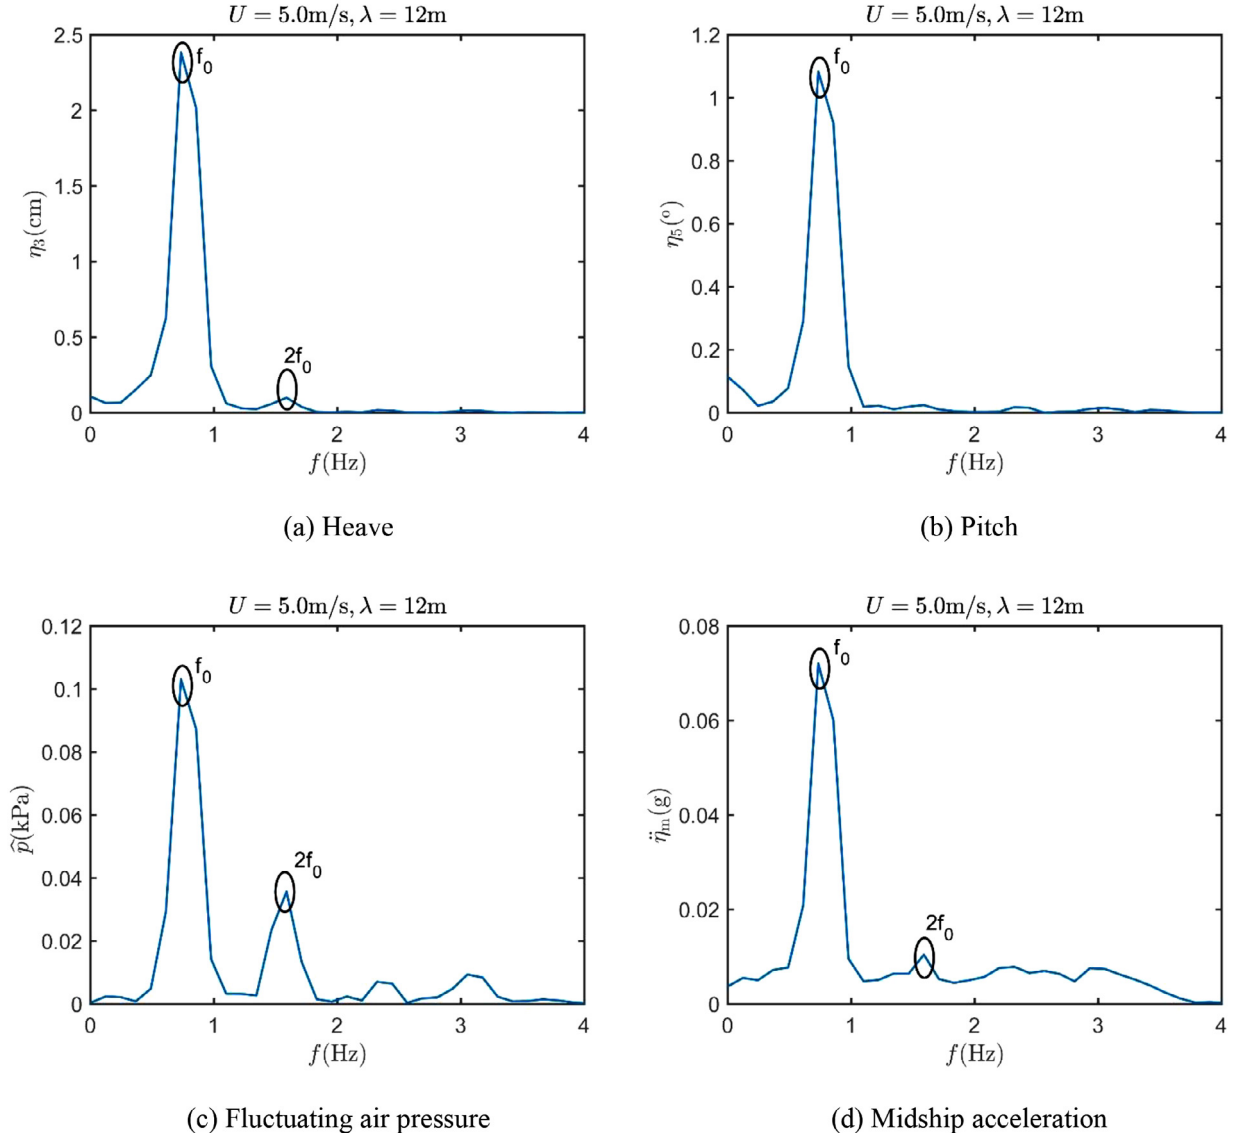 U = 5.0m/s, λ = 12m
2.5
2
1.5
1
0.5
0
0 1 2 3 4
η₃(cm)
f(Hz)
f₀
2f₀
(a) Heave
U = 5.0m/s, λ = 12m
1.2
1
0.8
0.6
0.4
0.2
0
0 1 2 3 4
η₅(°)
f(Hz)
f₀
(b) Pitch
U = 5.0m/s, λ = 12m
0.12
0.1
0.08
0.06
0.04
0.02
0
0 1 2 3 4
p̂(kPa)
f(Hz)
f₀
2f₀
(c) Fluctuating air pressure
U = 5.0m/s, λ = 12m
0.08
0.06
0.04
0.02
0
0 1 2 3 4
η̈ₘ(g)
f(Hz)
f₀
2f₀
(d) Midship acceleration